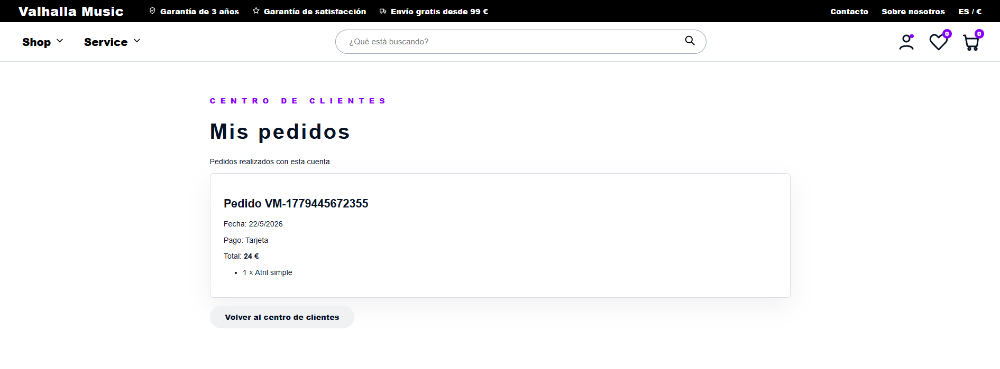 Valhalla Music
Garantía de 3 años
Garantía de satisfacción
Envío gratis desde 99 €
Contacto
Sobre nosotros
ES / €
Shop
Service
¿Qué está buscando?
0
0
CENTRO DE CLIENTES
Mis pedidos
Pedidos realizados con esta cuenta.
Pedido VM-1779445672355
Fecha: 22/5/2026
Pago: Tarjeta
Total: 24 €
• 1 × Atril simple
Volver al centro de clientes